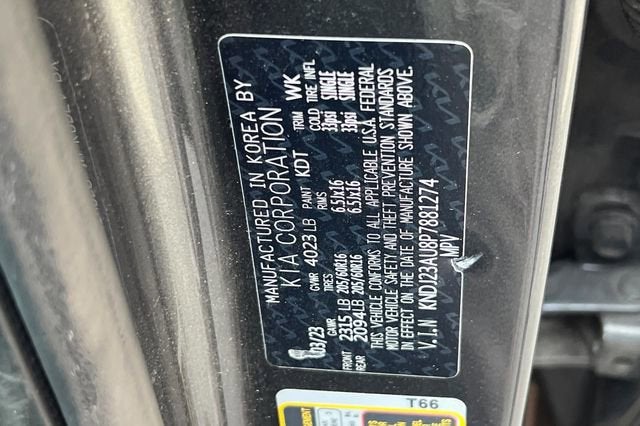 MANUFACTURED IN KOREA BY
KIA CORPORATION
03/23 GVWR 4023 LB PAINT KDT TRIM WK
GAWR TIRES RIMS COLD TIRE INFL
FRONT 2315 LB 205/60R16 6.5Jx16 33psi SINGLE
REAR 2094 LB 205/60R16 6.5Jx16 33psi SINGLE
THIS VEHICLE CONFORMS TO ALL APPLICABLE U.S.A. FEDERAL
MOTOR VEHICLE SAFETY AND THEFT PREVENTION STANDARDS
IN EFFECT ON THE DATE OF MANUFACTURE SHOWN ABOVE.
V.I.N KNDJ23AU8P7881274
MPV
T66